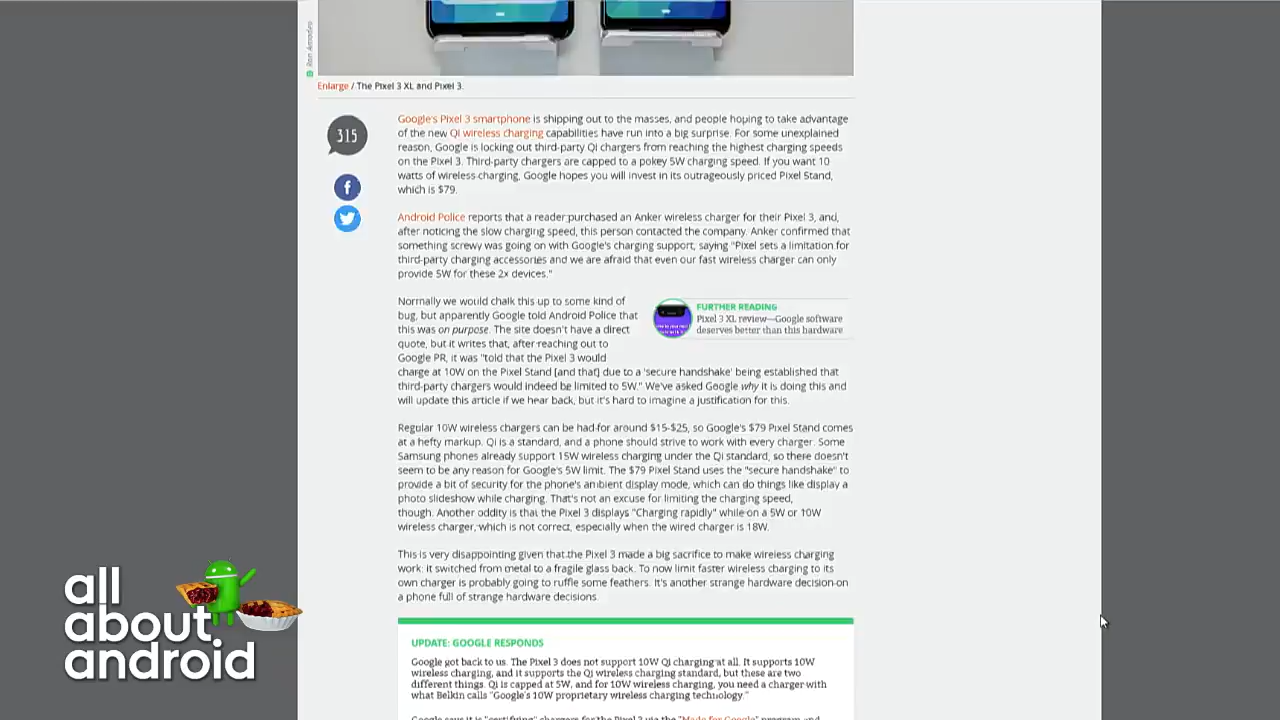 Ron Amadeo
Enlarge / The Pixel 3 XL and Pixel 3.
315
Google's Pixel 3 smartphone is shipping out to the masses, and people hoping to take advantage
of the new Qi wireless charging capabilities have run into a big surprise. For some unexplained
reason, Google is locking out third-party Qi chargers from reaching the highest charging speeds
on the Pixel 3. Third-party chargers are capped to a pokey 5W charging speed. If you want 10
watts of wireless charging, Google hopes you will invest in its outrageously priced Pixel Stand,
which is $79.
Android Police reports that a reader purchased an Anker wireless charger for their Pixel 3, and,
after noticing the slow charging speed, this person contacted the company. Anker confirmed that
something screwy was going on with Google's charging support, saying "Pixel sets a limitation for
third-party charging accessories and we are afraid that even our fast wireless charger can only
provide 5W for these 2x devices."
Normally we would chalk this up to some kind of
bug, but apparently Google told Android Police that
this was on purpose. The site doesn't have a direct
quote, but it writes that, after reaching out to
Google PR, it was "told that the Pixel 3 would
charge at 10W on the Pixel Stand [and that] due to a 'secure handshake' being established that
third-party chargers would indeed be limited to 5W." We've asked Google why it is doing this and
will update this article if we hear back, but it's hard to imagine a justification for this.
FURTHER READING
Pixel 3 XL review—Google software
deserves better than this hardware
Regular 10W wireless chargers can be had for around $15-$25, so Google's $79 Pixel Stand comes
at a hefty markup. Qi is a standard, and a phone should strive to work with every charger. Some
Samsung phones already support 15W wireless charging under the Qi standard, so there doesn't
seem to be any reason for Google's 5W limit. The $79 Pixel Stand uses the "secure handshake" to
provide a bit of security for the phone's ambient display mode, which can do things like display a
photo slideshow while charging. That's not an excuse for limiting the charging speed,
though. Another oddity is that the Pixel 3 displays "Charging rapidly" while on a 5W or 10W
wireless charger, which is not correct, especially when the wired charger is 18W.
This is very disappointing given that the Pixel 3 made a big sacrifice to make wireless charging
work: it switched from metal to a fragile glass back. To now limit faster wireless charging to its
own charger is probably going to ruffle some feathers. It's another strange hardware decision on
a phone full of strange hardware decisions.
UPDATE: GOOGLE RESPONDS
Google got back to us. The Pixel 3 does not support 10W Qi charging at all. It supports 10W
wireless charging, and it supports the Qi wireless charging standard, but these are two
different things. Qi is capped at 5W, and for 10W wireless charging, you need a charger with
what Belkin calls "Google's 10W proprietary wireless charging technology."
Google says it is "certifying" chargers for the Pixel 3 via the "Made for Google" program and
all
about
android